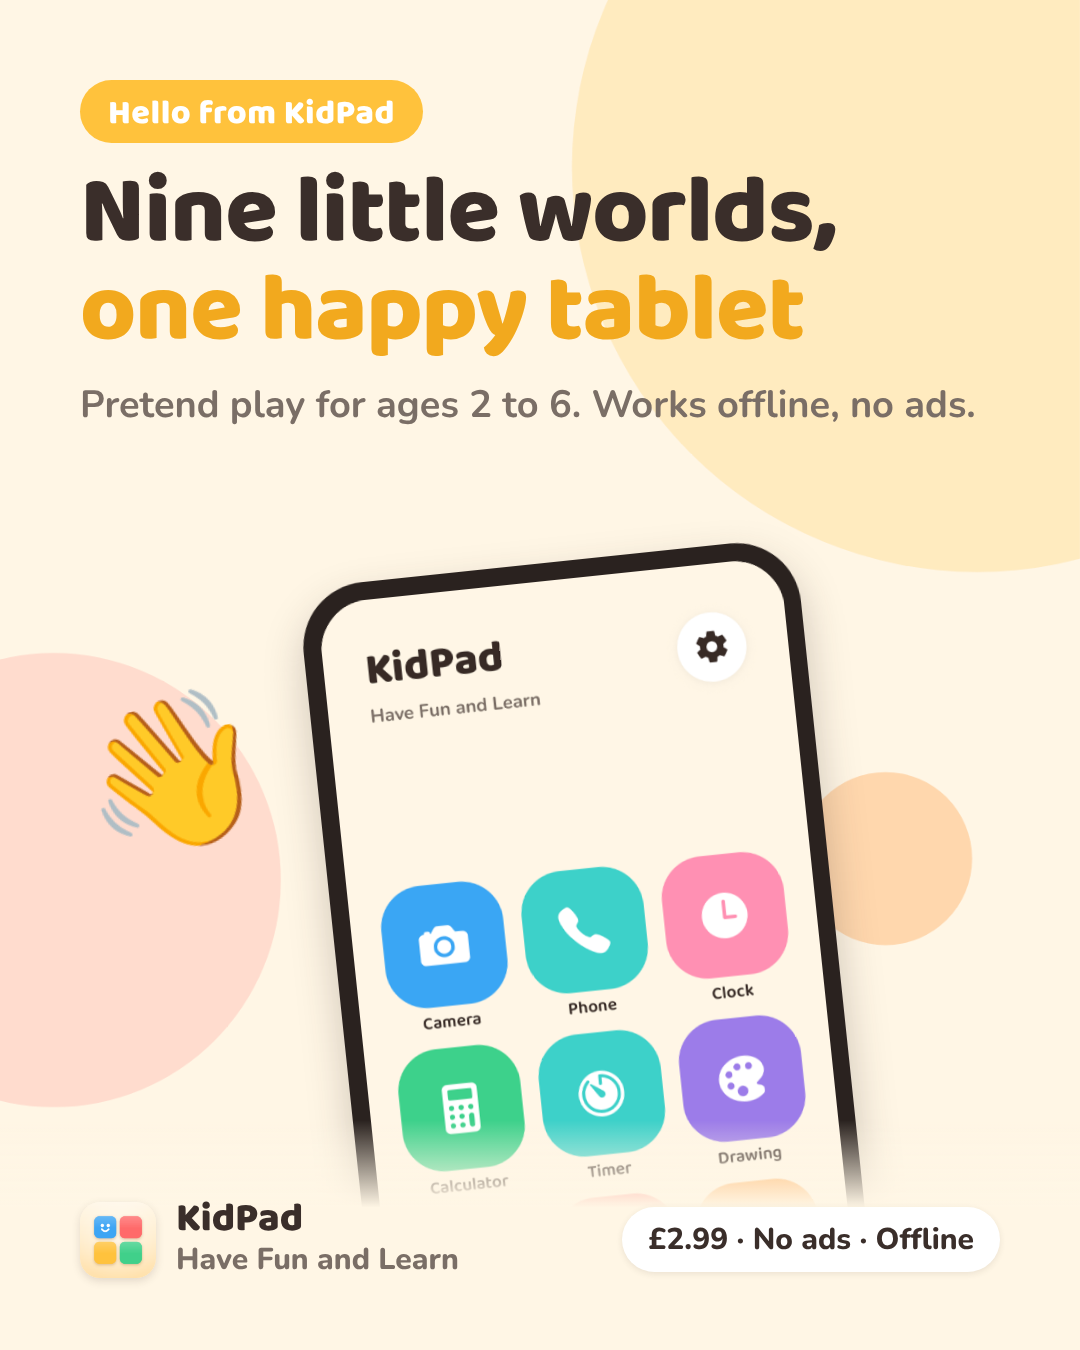 Hello from KidPad
Nine little worlds,
one happy tablet
Pretend play for ages 2 to 6. Works offline, no ads.
KidPad
Have Fun and Learn
Camera
Phone
Clock
Calculator
Timer
Drawing
KidPad
Have Fun and Learn
£2.99 · No ads · Offline